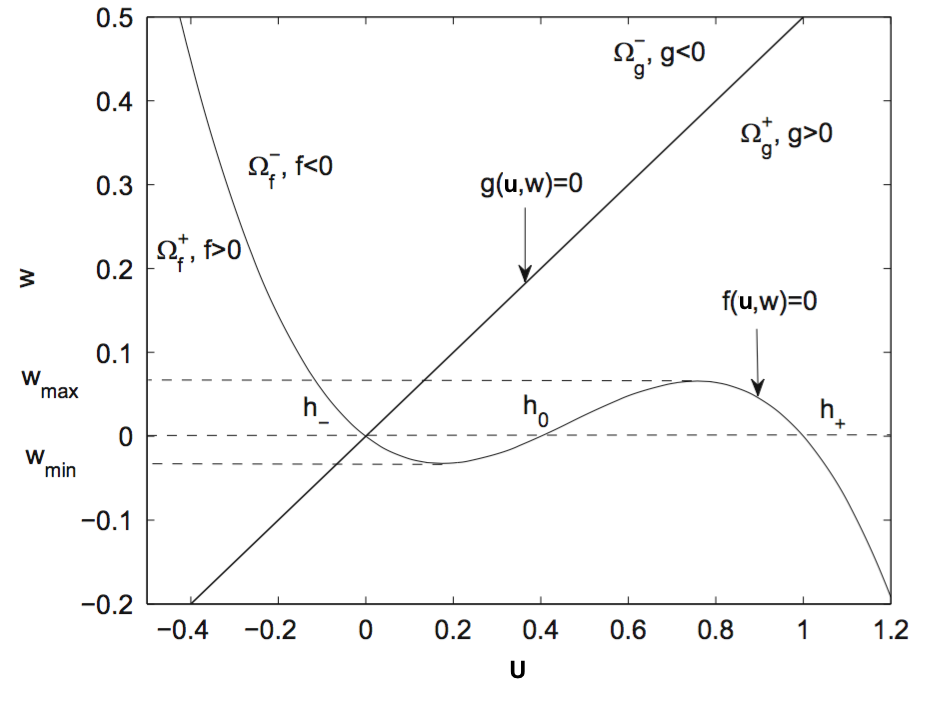 0.5
0.4
0.3
0.2
0.1
0
−0.1
−0.2
w
w_max
w_min
Ω_g^−, g<0
Ω_g^+, g>0
Ω_f^−, f<0
g(u,w)=0
Ω_f^+, f>0
f(u,w)=0
h_−
h_0
h_+
−0.4 −0.2 0 0.2 0.4 0.6 0.8 1 1.2
U